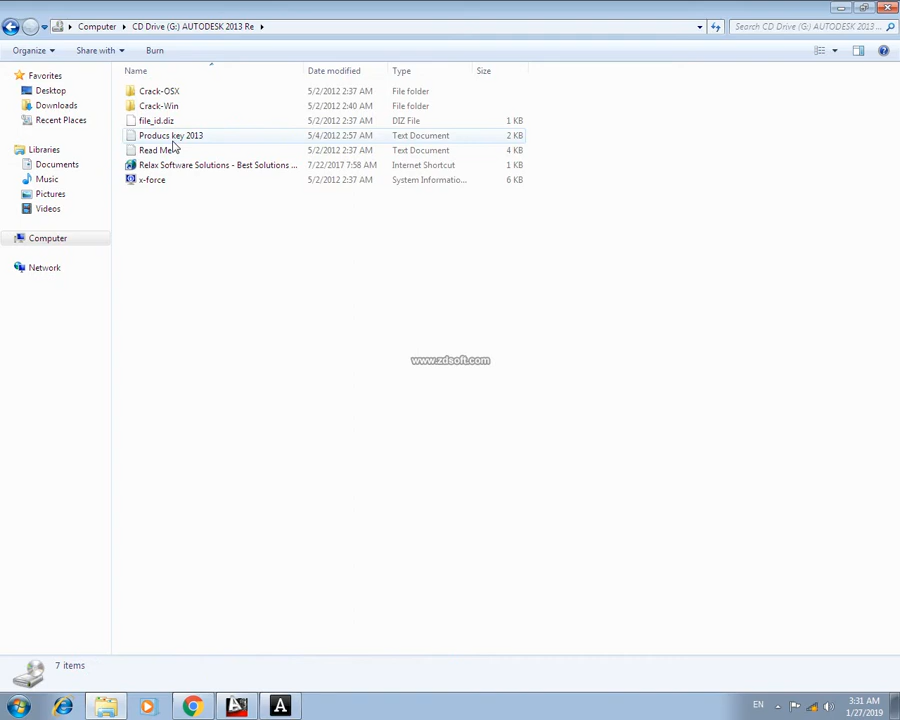 Computer ▸ CD Drive (G:) AUTODESK 2013 Re ▸
Search CD Drive (G:) AUTODESK 2013 ...
Organize ▾ Share with ▾ Burn
Name Date modified Type Size
Favorites
Desktop
Downloads
Recent Places
Libraries
Documents
Music
Pictures
Videos
Computer
Network
Crack-OSX 5/2/2012 2:37 AM File folder
Crack-Win 5/2/2012 2:40 AM File folder
file_id.diz 5/2/2012 2:37 AM DIZ File 1 KB
Producs key 2013 5/4/2012 2:57 AM Text Document 2 KB
Read Me 5/2/2012 2:37 AM Text Document 4 KB
Relax Software Solutions - Best Solutions ... 7/22/2017 7:58 AM Internet Shortcut 1 KB
x-force 5/2/2012 2:37 AM System Informatio... 6 KB
www.zdsoft.com
7 items
EN
3:31 AM
1/27/2019